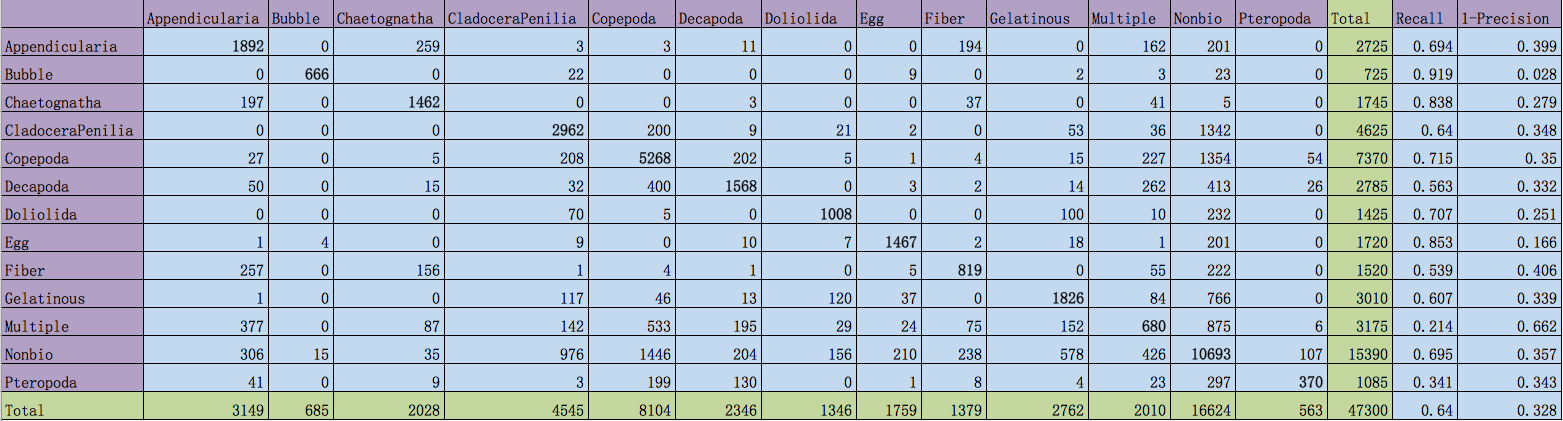 Appendicularia Bubble Chaetognatha CladoceraPenilia Copepoda Decapoda Doliolida Egg Fiber Gelatinous Multiple Nonbio Pteropoda Total Recall 1-Precision
Appendicularia 1892 0 259 3 3 11 0 0 194 0 162 201 0 2725 0.694 0.399
Bubble 0 666 0 22 0 0 0 9 0 2 3 23 0 725 0.919 0.028
Chaetognatha 197 0 1462 0 0 3 0 0 37 0 41 5 0 1745 0.838 0.279
CladoceraPenilia 0 0 0 2962 200 9 21 2 0 53 36 1342 0 4625 0.64 0.348
Copepoda 27 0 5 208 5268 202 5 1 4 15 227 1354 54 7370 0.715 0.35
Decapoda 50 0 15 32 400 1568 0 3 2 14 262 413 26 2785 0.563 0.332
Doliolida 0 0 0 70 5 0 1008 0 0 100 10 232 0 1425 0.707 0.251
Egg 1 4 0 9 0 10 7 1467 2 18 1 201 0 1720 0.853 0.166
Fiber 257 0 156 1 4 1 0 5 819 0 55 222 0 1520 0.539 0.406
Gelatinous 1 0 0 117 46 13 120 37 0 1826 84 766 0 3010 0.607 0.339
Multiple 377 0 87 142 533 195 29 24 75 152 680 875 6 3175 0.214 0.662
Nonbio 306 15 35 976 1446 204 156 210 238 578 426 10693 107 15390 0.695 0.357
Pteropoda 41 0 9 3 199 130 0 1 8 4 23 297 370 1085 0.341 0.343
Total 3149 685 2028 4545 8104 2346 1346 1759 1379 2762 2010 16624 563 47300 0.64 0.328